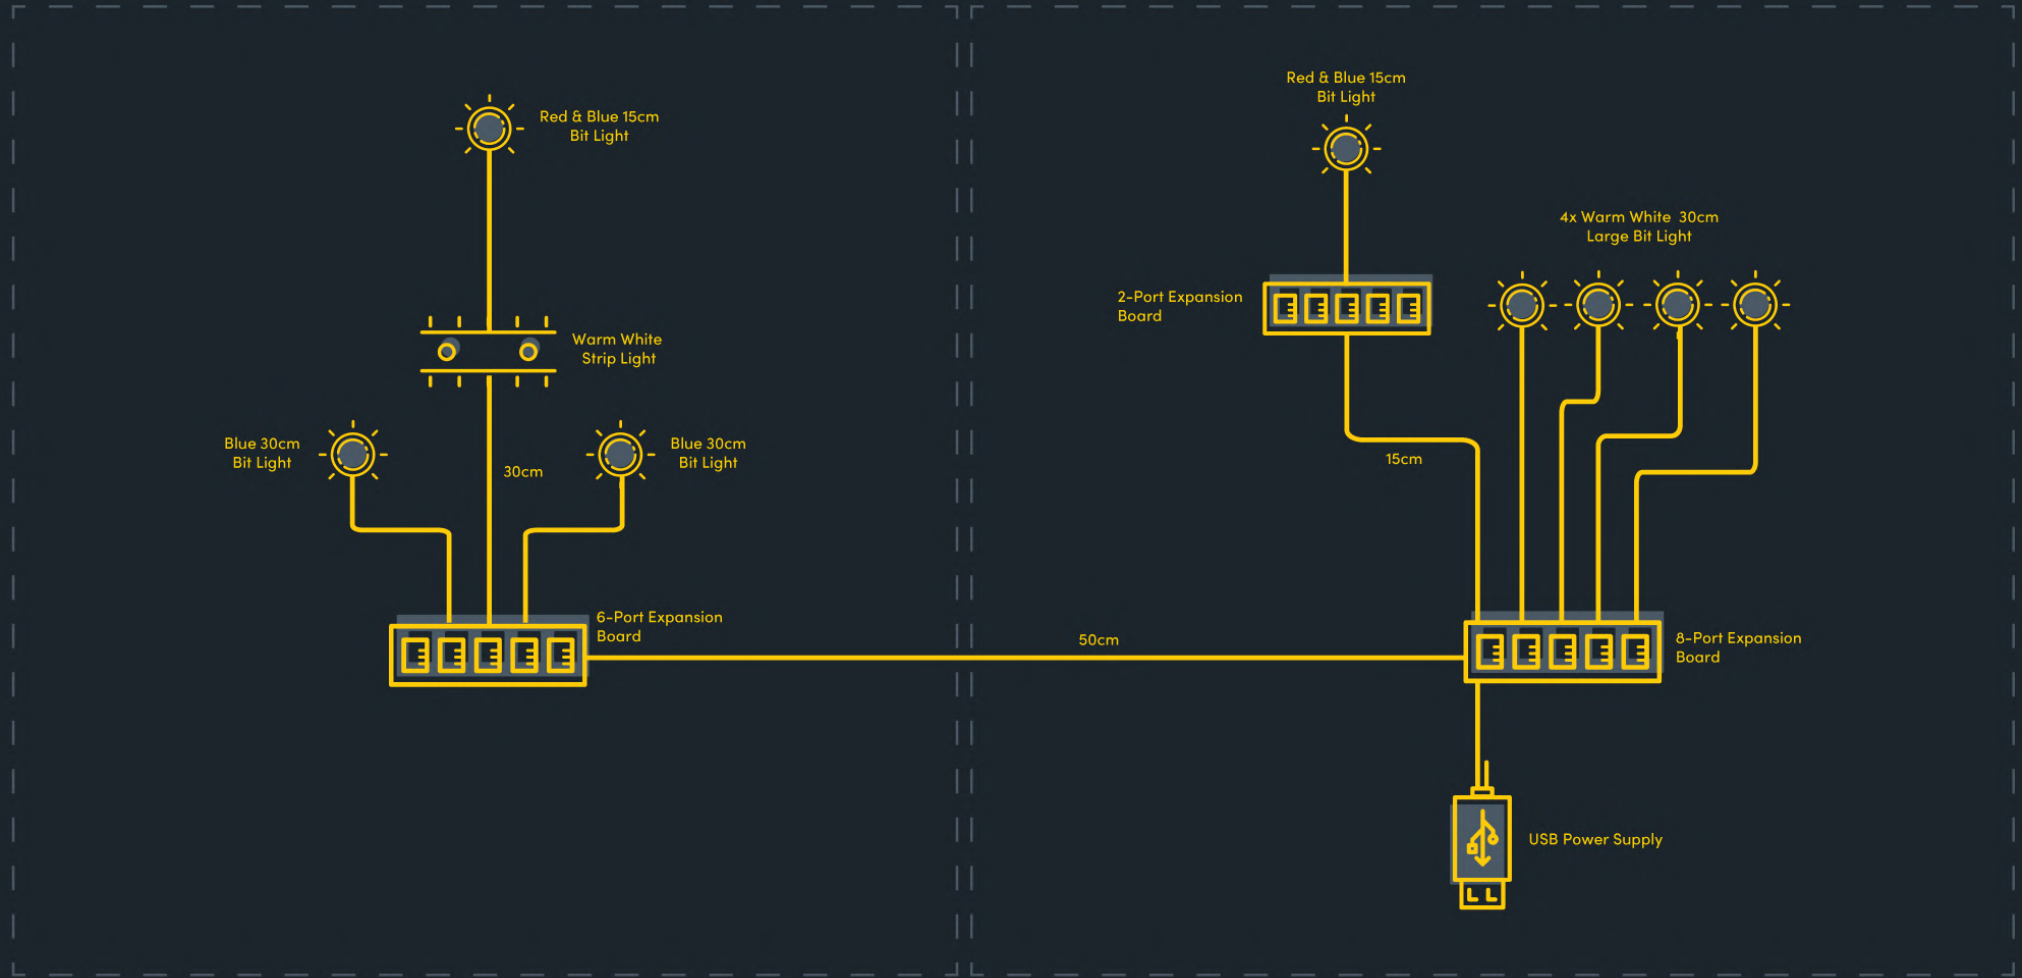 Red & Blue 15cm
Bit Light
Warm White
Strip Light
Blue 30cm
Bit Light
30cm
Blue 30cm
Bit Light
6-Port Expansion
Board
50cm
Red & Blue 15cm
Bit Light
4x Warm White  30cm
Large Bit Light
2-Port Expansion
Board
15cm
8-Port Expansion
Board
USB Power Supply